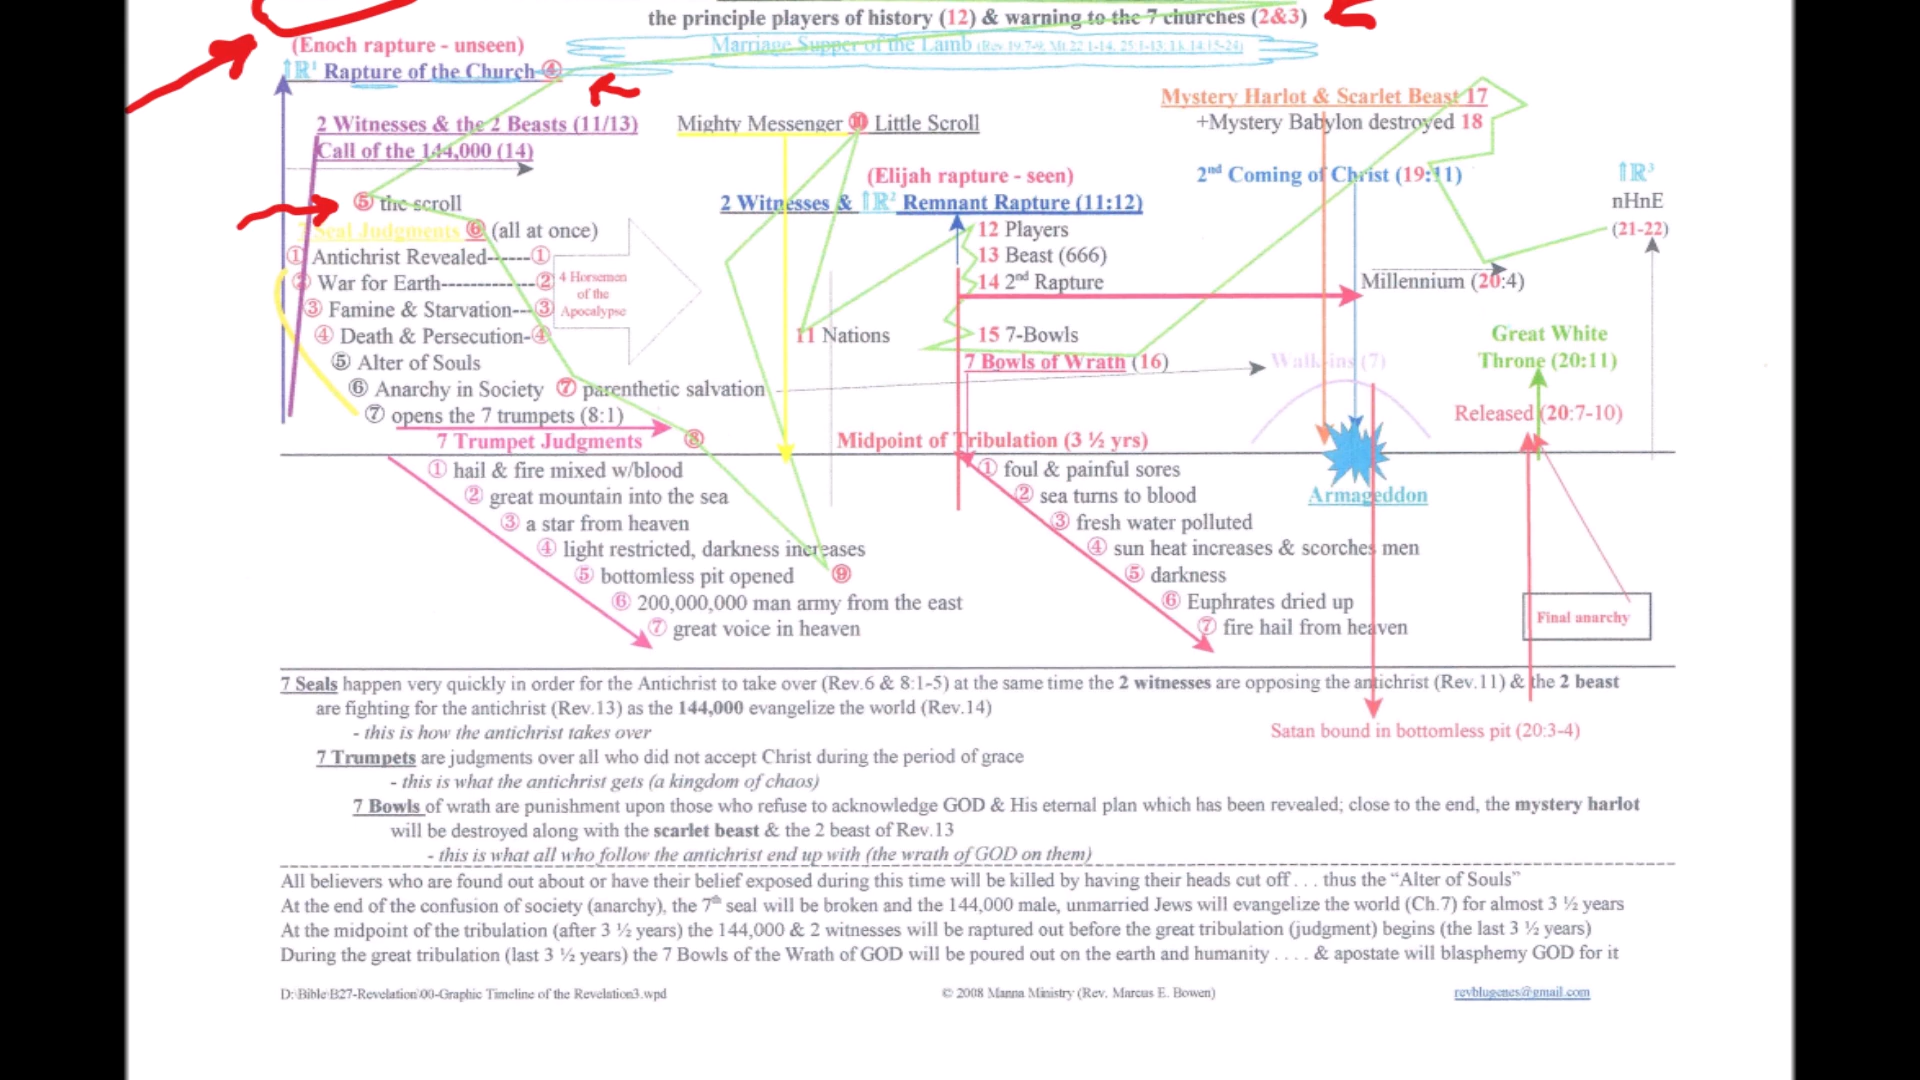 the principle players of history (12) & warning to the 7 churches (2&3)
(Enoch rapture - unseen)
Marriage Supper of the Lamb (Rev 19:7-9, Mt 22:1-14, 25:1-13, Lk 14:15-24)
⇑R¹ Rapture of the Church ④
Mystery Harlot & Scarlet Beast 17
+Mystery Babylon destroyed 18
2 Witnesses & the 2 Beasts (11/13)
Call of the 144,000 (14)
Mighty Messenger ⑩ Little Scroll
(Elijah rapture - seen)
2 Witnesses & ⇑R² Remnant Rapture (11:12)
2nd Coming of Christ (19:11)
⇑R³
nHnE
(21-22)
⑤ the scroll
7 Seal Judgments ⑥ (all at once)
① Antichrist Revealed------①
② War for Earth-------------②
③ Famine & Starvation---③
④ Death & Persecution-④
⑤ Alter of Souls
⑥ Anarchy in Society ⑦ parenthetic salvation
⑦ opens the 7 trumpets (8:1)
4 Horsemen
of the
Apocalypse
12 Players
13 Beast (666)
14 2nd Rapture
15 7-Bowls
11 Nations
7 Bowls of Wrath (16)
Walk-ins (7)
Millennium (20:4)
Great White
Throne (20:11)
Released (20:7-10)
7 Trumpet Judgments ⑧
Midpoint of Tribulation (3 ½ yrs)
① hail & fire mixed w/blood
② great mountain into the sea
③ a star from heaven
④ light restricted, darkness increases
⑤ bottomless pit opened ⑨
⑥ 200,000,000 man army from the east
⑦ great voice in heaven
① foul & painful sores
② sea turns to blood
③ fresh water polluted
④ sun heat increases & scorches men
⑤ darkness
⑥ Euphrates dried up
⑦ fire hail from heaven
Armageddon
Final anarchy
7 Seals happen very quickly in order for the Antichrist to take over (Rev.6 & 8:1-5) at the same time the 2 witnesses are opposing the antichrist (Rev.11) & the 2 beast
are fighting for the antichrist (Rev.13) as the 144,000 evangelize the world (Rev.14)
- this is how the antichrist takes over
Satan bound in bottomless pit (20:3-4)
7 Trumpets are judgments over all who did not accept Christ during the period of grace
- this is what the antichrist gets (a kingdom of chaos)
7 Bowls of wrath are punishment upon those who refuse to acknowledge GOD & His eternal plan which has been revealed; close to the end, the mystery harlot
will be destroyed along with the scarlet beast & the 2 beast of Rev.13
- this is what all who follow the antichrist end up with (the wrath of GOD on them)
All believers who are found out about or have their belief exposed during this time will be killed by having their heads cut off . . . thus the “Alter of Souls”
At the end of the confusion of society (anarchy), the 7th seal will be broken and the 144,000 male, unmarried Jews will evangelize the world (Ch.7) for almost 3 ½ years
At the midpoint of the tribulation (after 3 ½ years) the 144,000 & 2 witnesses will be raptured out before the great tribulation (judgment) begins (the last 3 ½ years)
During the great tribulation (last 3 ½ years) the 7 Bowls of the Wrath of GOD will be poured out on the earth and humanity . . . . & apostate will blasphemy GOD for it
D:\Bible\B27-Revelation\00-Graphic Timeline of the Revelation3.wpd
© 2008 Manna Ministry (Rev. Marcus E. Bowen)
revblugenes@gmail.com